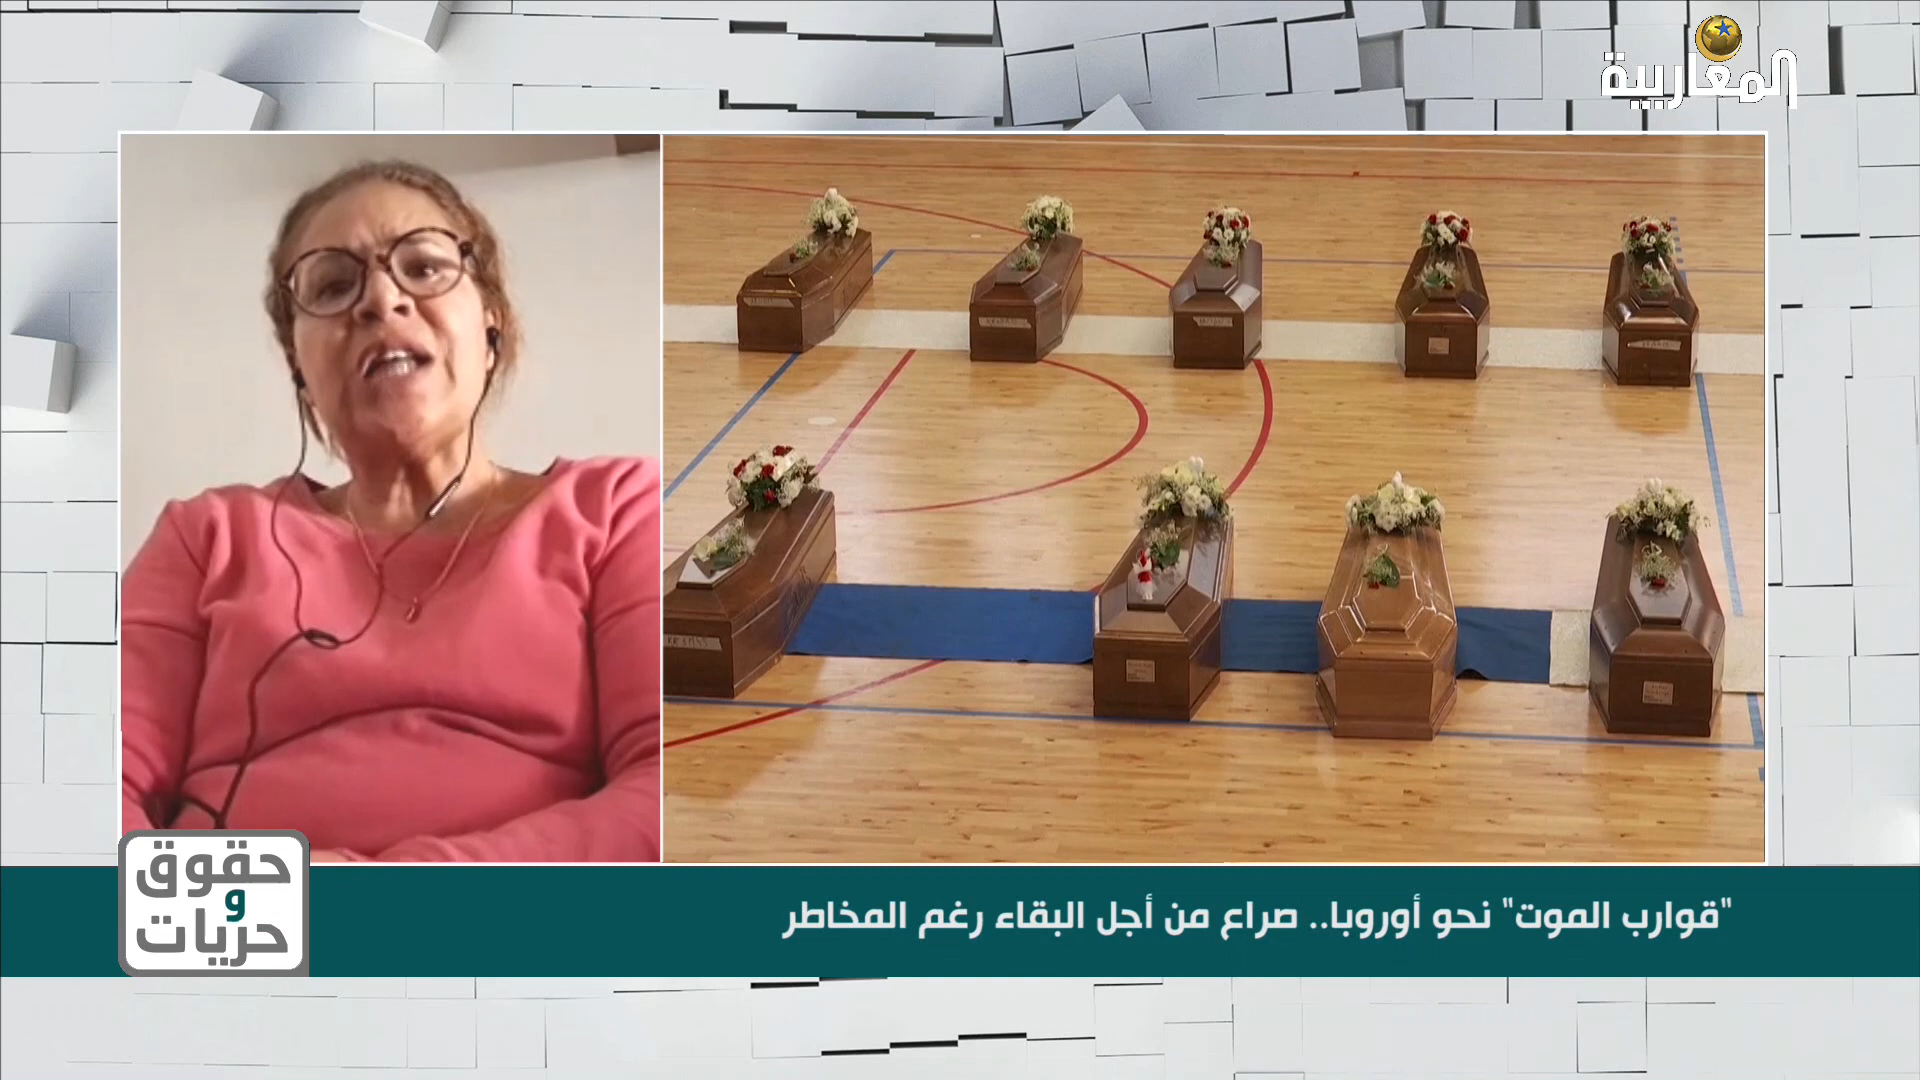 المغاربية
"قوارب الموت" نحو أوروبا.. صراع من أجل البقاء رغم المخاطر
حقوق
و
حريات